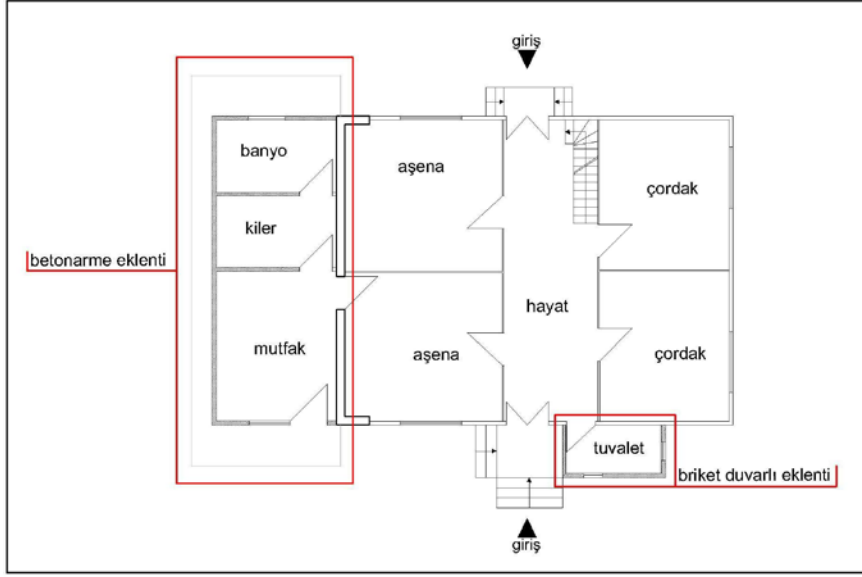 giriş
banyo
aşena
çordak
kiler
betonarme eklenti
hayat
mutfak
aşena
çordak
tuvalet
briket duvarlı eklenti
giriş